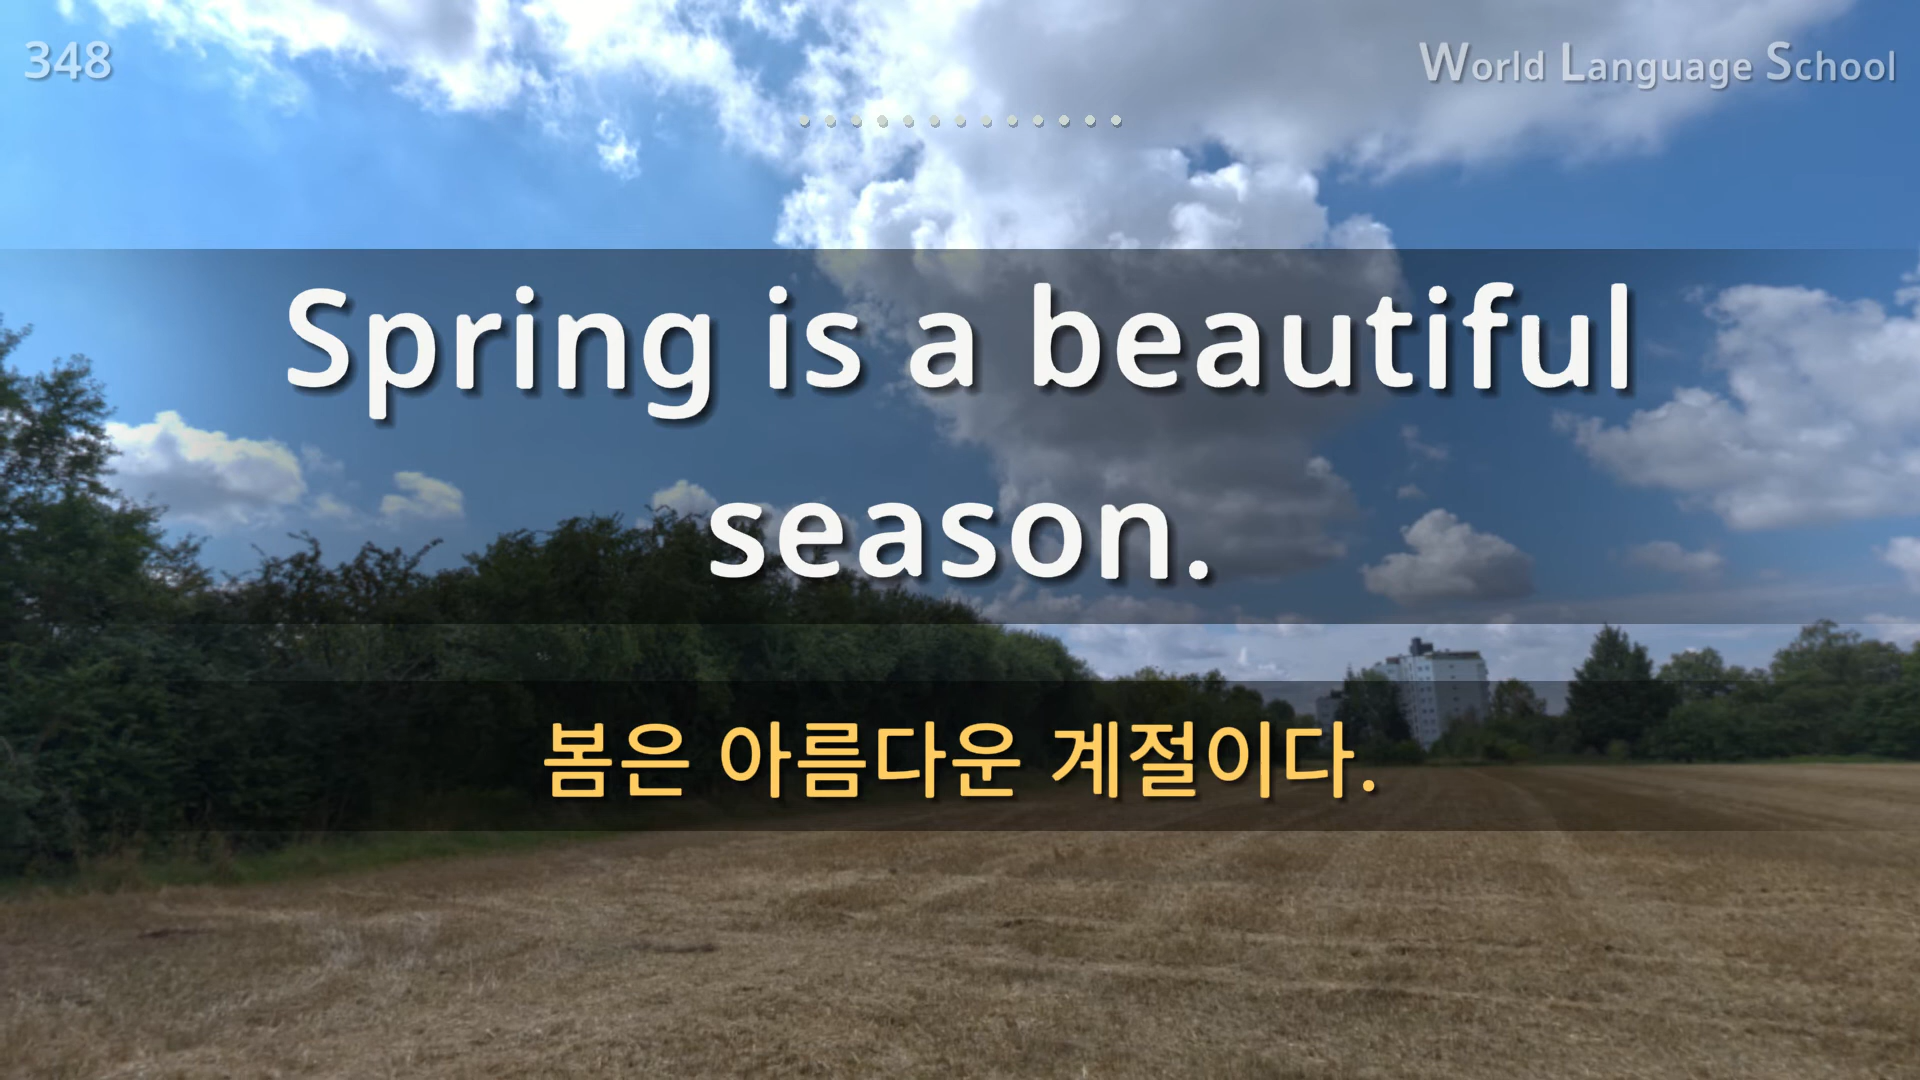 348
World Language School
Spring is a beautiful
season.
봄은 아름다운 계절이다.